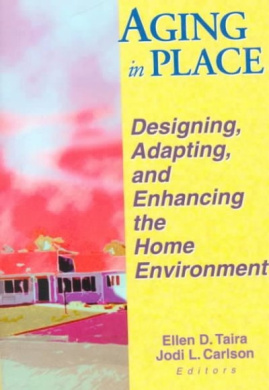 AGING
in PLACE
Designing,
Adapting,
and
Enhancing
the
Home
Environment
Ellen D. Taira
Jodi L. Carlson
Editors